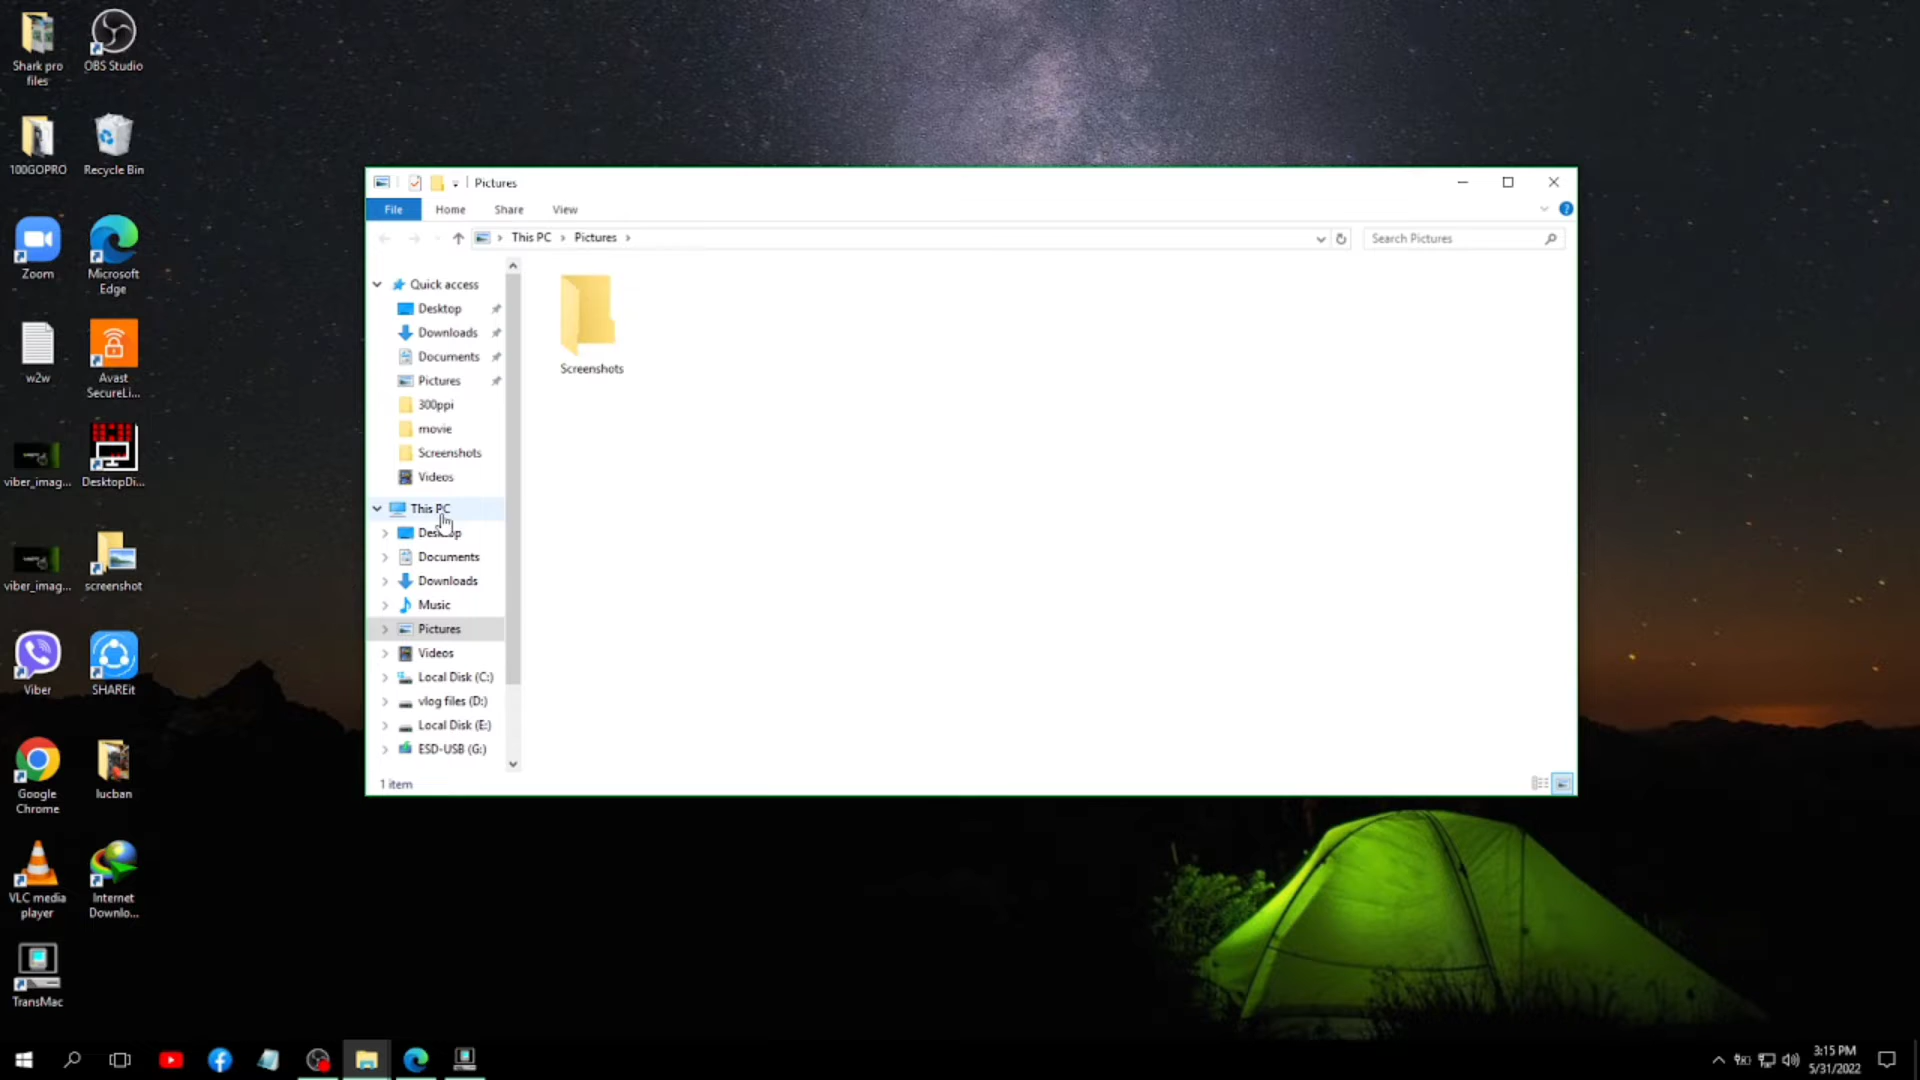 Shark pro
files
OBS Studio
100GOPRO
Recycle Bin
Zoom
Microsoft
Edge
w2w
Avast
SecureLi...
viber_imag...
DesktopDi...
viber_imag...
screenshot
Viber
SHAREit
Google
Chrome
lucban
VLC media
player
Internet
Downlo...
TransMac
Pictures
File
Home
Share
View
This PC
Pictures
Search Pictures
Quick access
Desktop
Downloads
Documents
Pictures
300ppi
movie
Screenshots
Videos
This PC
Desktop
Documents
Downloads
Music
Pictures
Videos
Local Disk (C:)
vlog files (D:)
Local Disk (E:)
ESD-USB (G:)
Screenshots
1 item
3:15 PM
5/31/2022